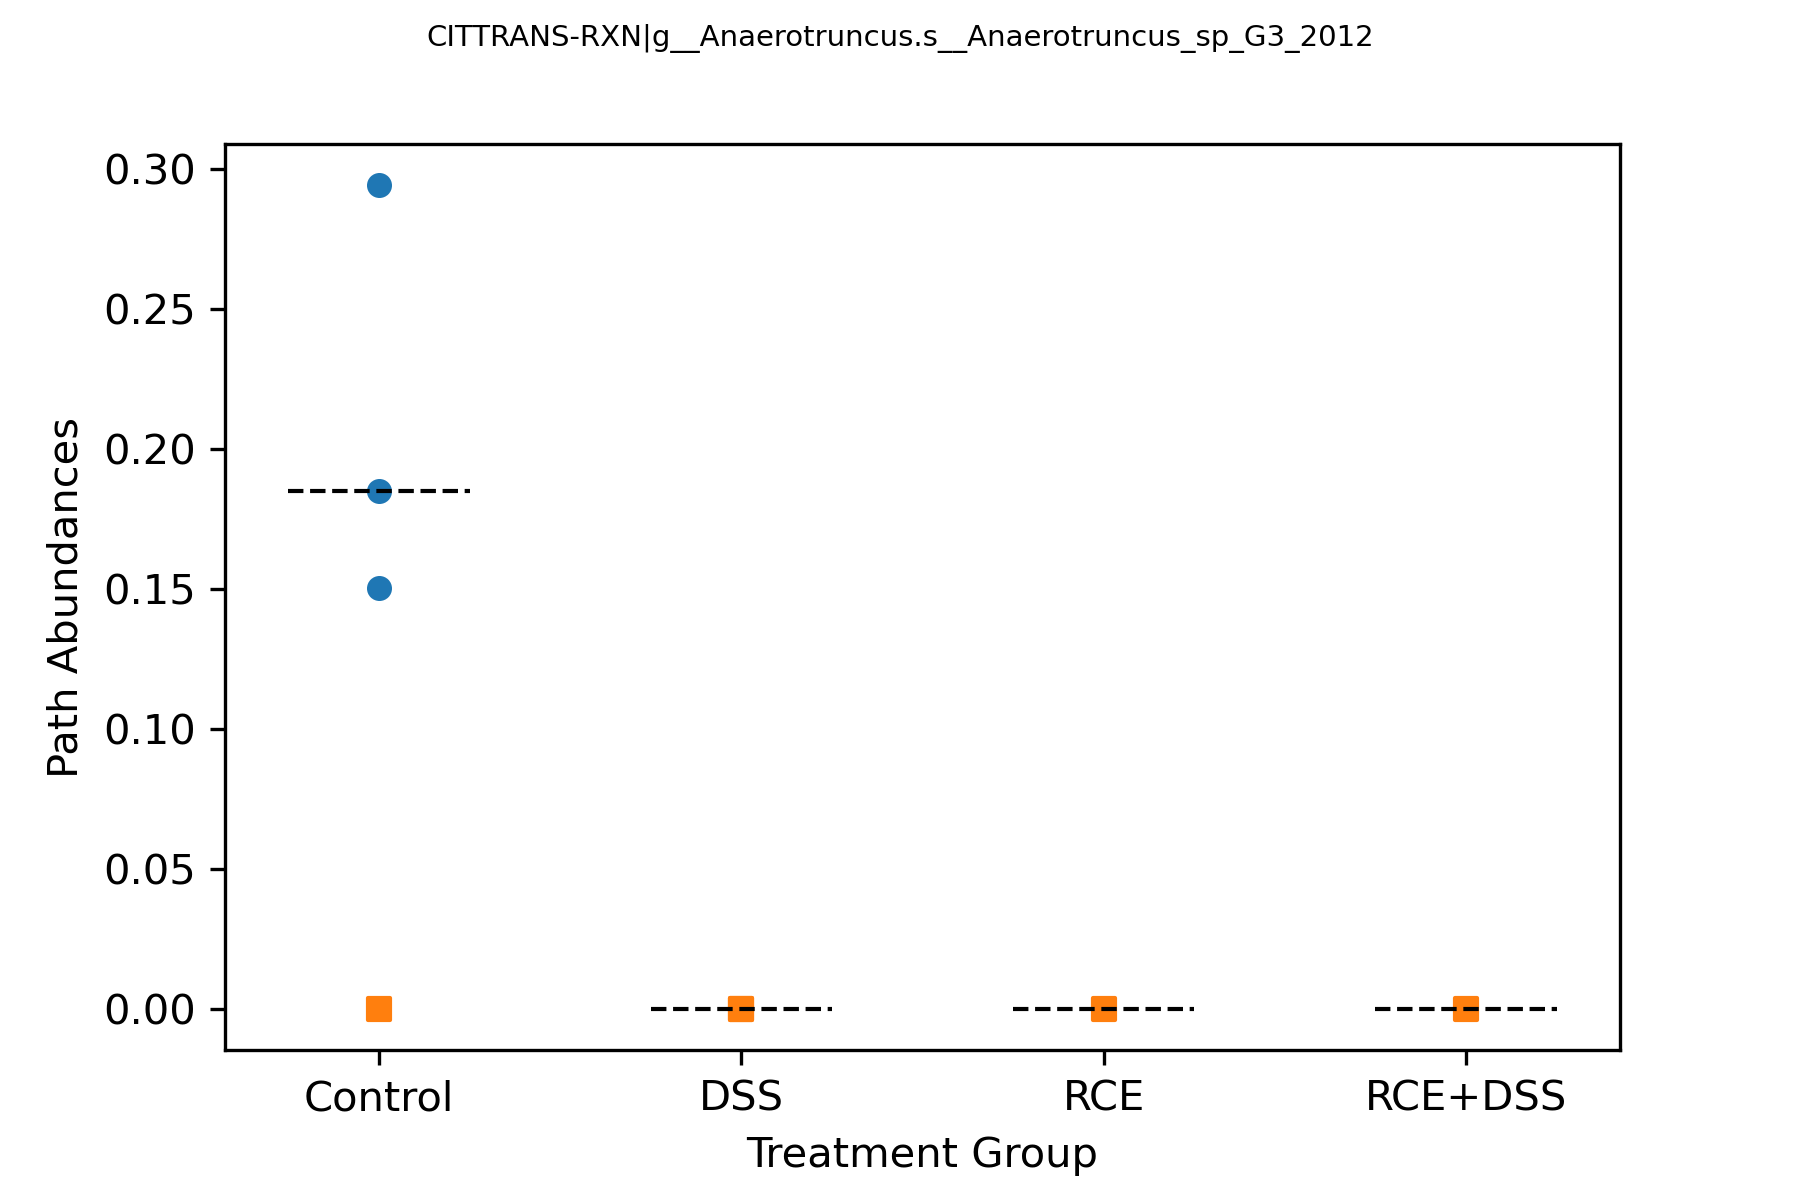 CITTRANS-RXN|g__Anaerotruncus.s__Anaerotruncus_sp_G3_2012
0.30
0.25
0.20
0.15
0.10
0.05
0.00
Path Abundances
Control DSS RCE RCE+DSS
Treatment Group